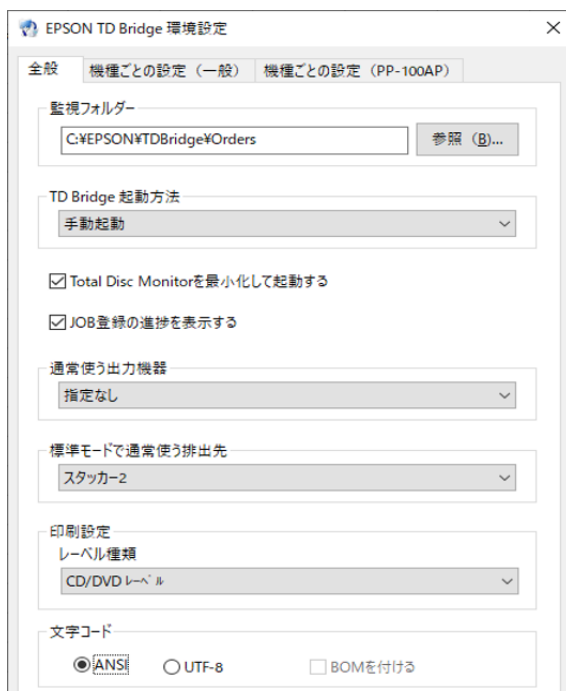 EPSON TD Bridge 環境設定
全般 機種ごとの設定（一般） 機種ごとの設定（PP-100AP）
監視フォルダー
C:¥EPSON¥TDBridge¥Orders 参照（B)...
TD Bridge 起動方法
手動起動
Total Disc Monitorを最小化して起動する
JOB登録の進捗を表示する
通常使う出力機器
指定なし
標準モードで通常使う排出先
スタッカー2
印刷設定
レーベル種類
CD/DVD ﾚｰﾍﾞﾙ
文字コード
ANSI UTF-8 BOMを付ける